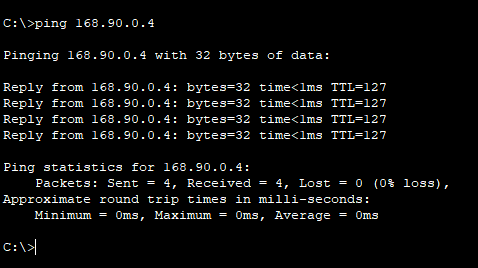 C:\>ping 168.90.0.4
Pinging 168.90.0.4 with 32 bytes of data:
Reply from 168.90.0.4: bytes=32 time<1ms TTL=127
Reply from 168.90.0.4: bytes=32 time<1ms TTL=127
Reply from 168.90.0.4: bytes=32 time<1ms TTL=127
Reply from 168.90.0.4: bytes=32 time<1ms TTL=127
Ping statistics for 168.90.0.4:
Packets: Sent = 4, Received = 4, Lost = 0 (0% loss),
Approximate round trip times in milli-seconds:
Minimum = 0ms, Maximum = 0ms, Average = 0ms
C:\>